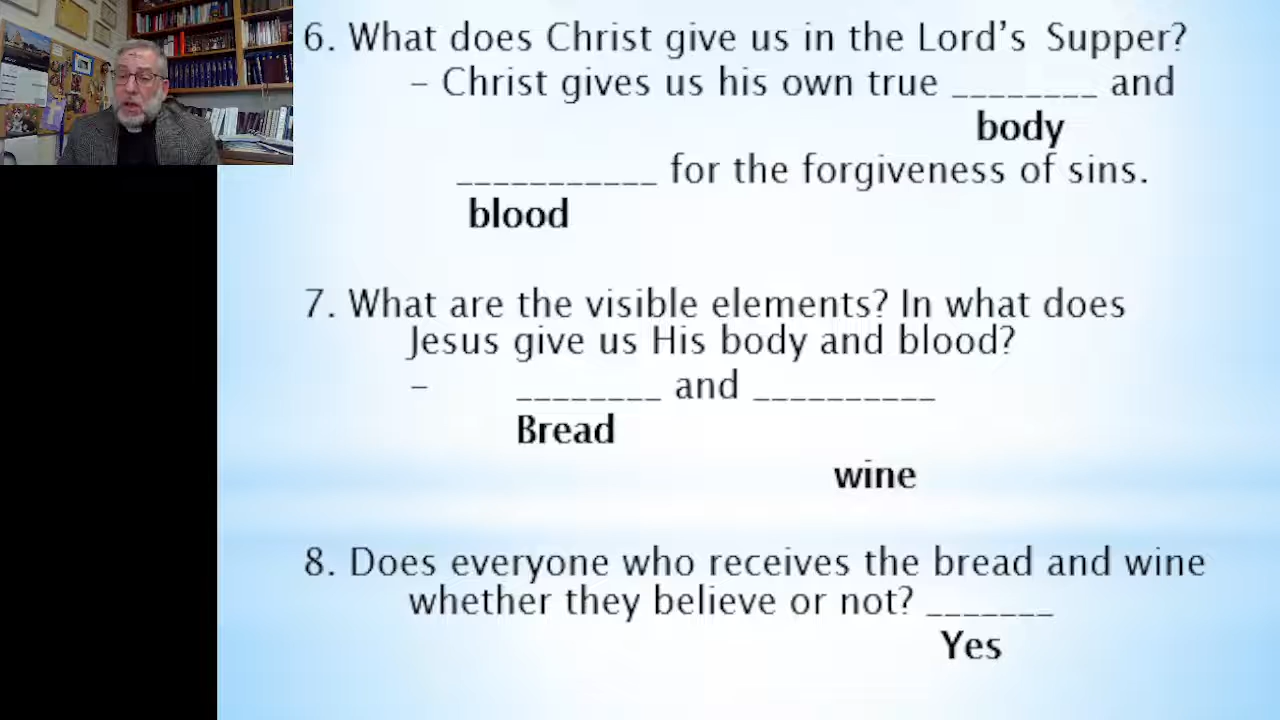 6. What does Christ give us in the Lord's Supper?
– Christ gives us his own true ________ and
body
___________ for the forgiveness of sins.
blood
7. What are the visible elements? In what does
Jesus give us His body and blood?
– ________ and __________
Bread
wine
8. Does everyone who receives the bread and wine
whether they believe or not? _______
Yes